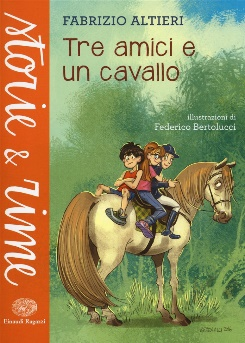 FABRIZIO ALTIERI
Tre amici e
un cavallo
illustrazioni di
Federico Bertolucci
storie & rime
Einaudi Ragazzi